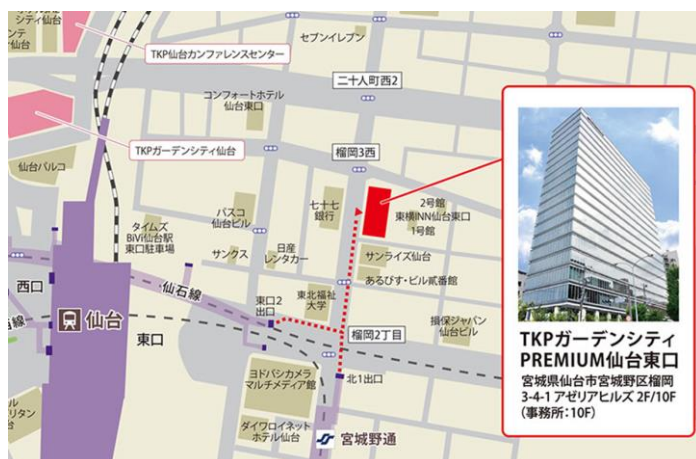 シティ仙台
TKP仙台カンファレンスセンター
セブンイレブン
二十人町西2
コンフォートホテル
仙台東口
TKPガーデンシティ仙台
榴岡3西
仙台パルコ
七十七
銀行
2号館
東横INN仙台東口
1号館
パスコ
仙台ビル
タイムズ
BiVi仙台駅
東口駐車場
サンクス
日産
レンタカー
サンライズ仙台
あるびす・ビル貳番館
仙石線
西口
東口2
出口
東北福祉
大学
仙台
東口
榴岡2丁目
損保ジャパン
仙台ビル
ヨドバシカメラ
マルチメディア館
北1出口
ダイワロイネット
ホテル仙台
宮城野通
TKPガーデンシティ
PREMIUM仙台東口
宮城県仙台市宮城野区榴岡
3-4-1 アゼリアヒルズ 2F/10F
(事務所:10F)